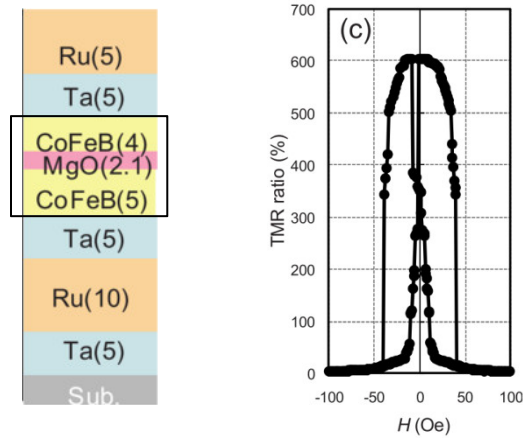 Ru(5)
Ta(5)
CoFeB(4)
MgO(2.1)
CoFeB(5)
Ta(5)
Ru(10)
Ta(5)
Sub.
(c)
TMR ratio (%)
700
600
500
400
300
200
100
0
-100 -50 0 50 100
H (Oe)